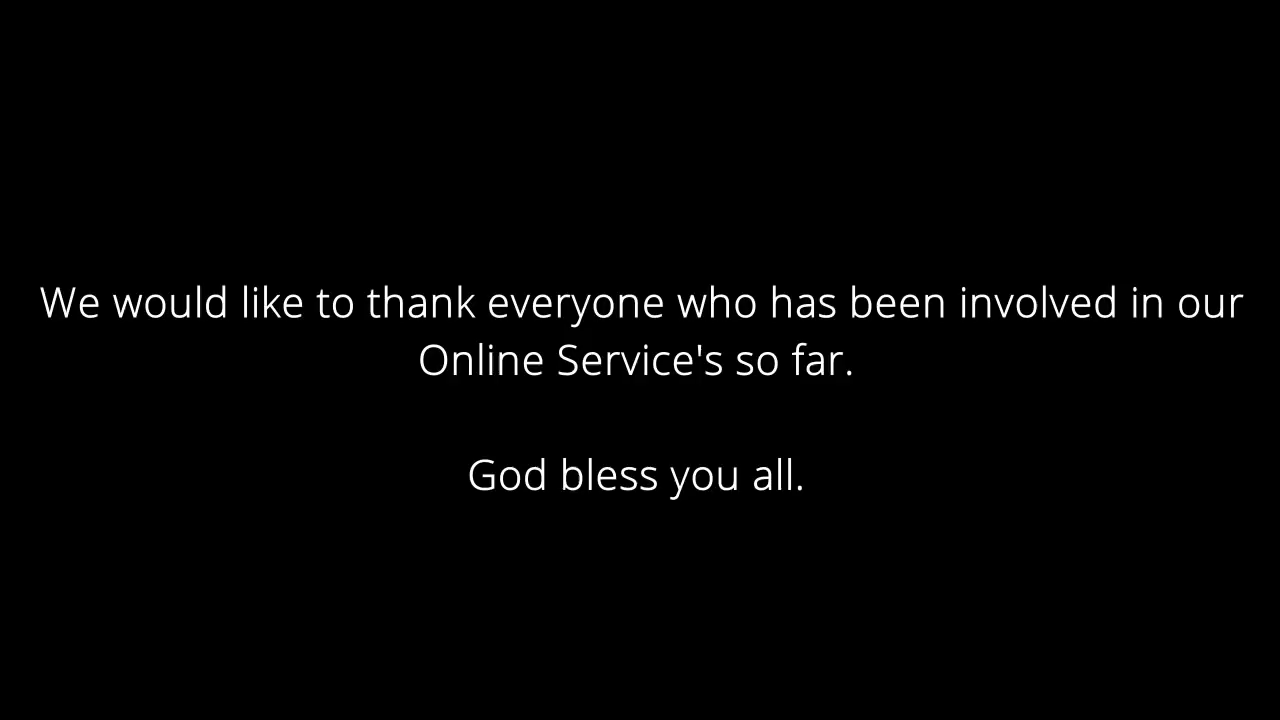 We would like to thank everyone who has been involved in our
Online Service's so far.
God bless you all.